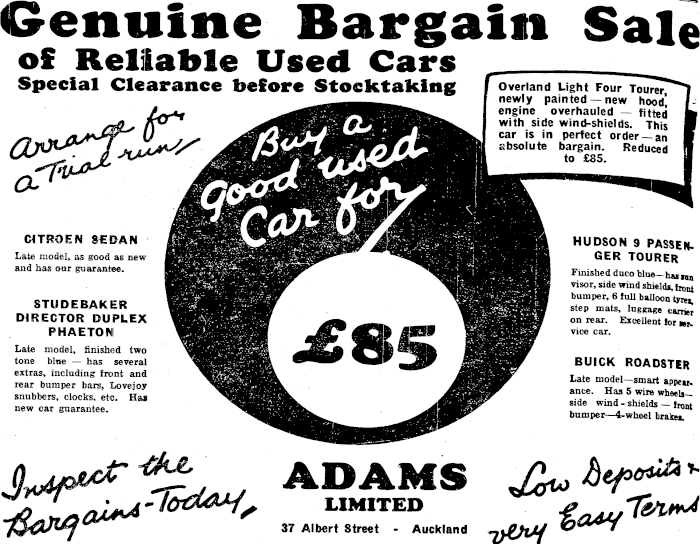 Genuine Bargain Sale
of Reliable Used Cars
Special Clearance before Stocktaking
Overland Light Four Tourer,
newly painted — new hood,
engine overhauled — fitted
with side wind-shields. This
car is in perfect order — an
absolute bargain. Reduced
to £85.
Arrange for
a Trial run,
Buy a
Good used
Car for
£85
CITROEN SEDAN
Late model, as good as new
and has our guarantee.
STUDEBAKER
DIRECTOR DUPLEX
PHAETON
Late model, finished two
tone blue — has several
extras, including front and
rear bumper bars, Lovejoy
snubbers, clocks, etc. Has
new car guarantee.
HUDSON 9 PASSEN-
GER TOURER
Finished duco blue—has sun
visor, side wind shields, front
bumper, 6 full balloon tyres,
step mats, luggage carrier
on rear. Excellent for ser-
vice car.
BUICK ROADSTER
Late model—smart appear-
ance. Has 5 wire wheels—
side wind-shields — front
bumper—4-wheel brakes.
Inspect the
Bargains-Today,
ADAMS
LIMITED
37 Albert Street - Auckland
Low Deposits &
very Easy Terms